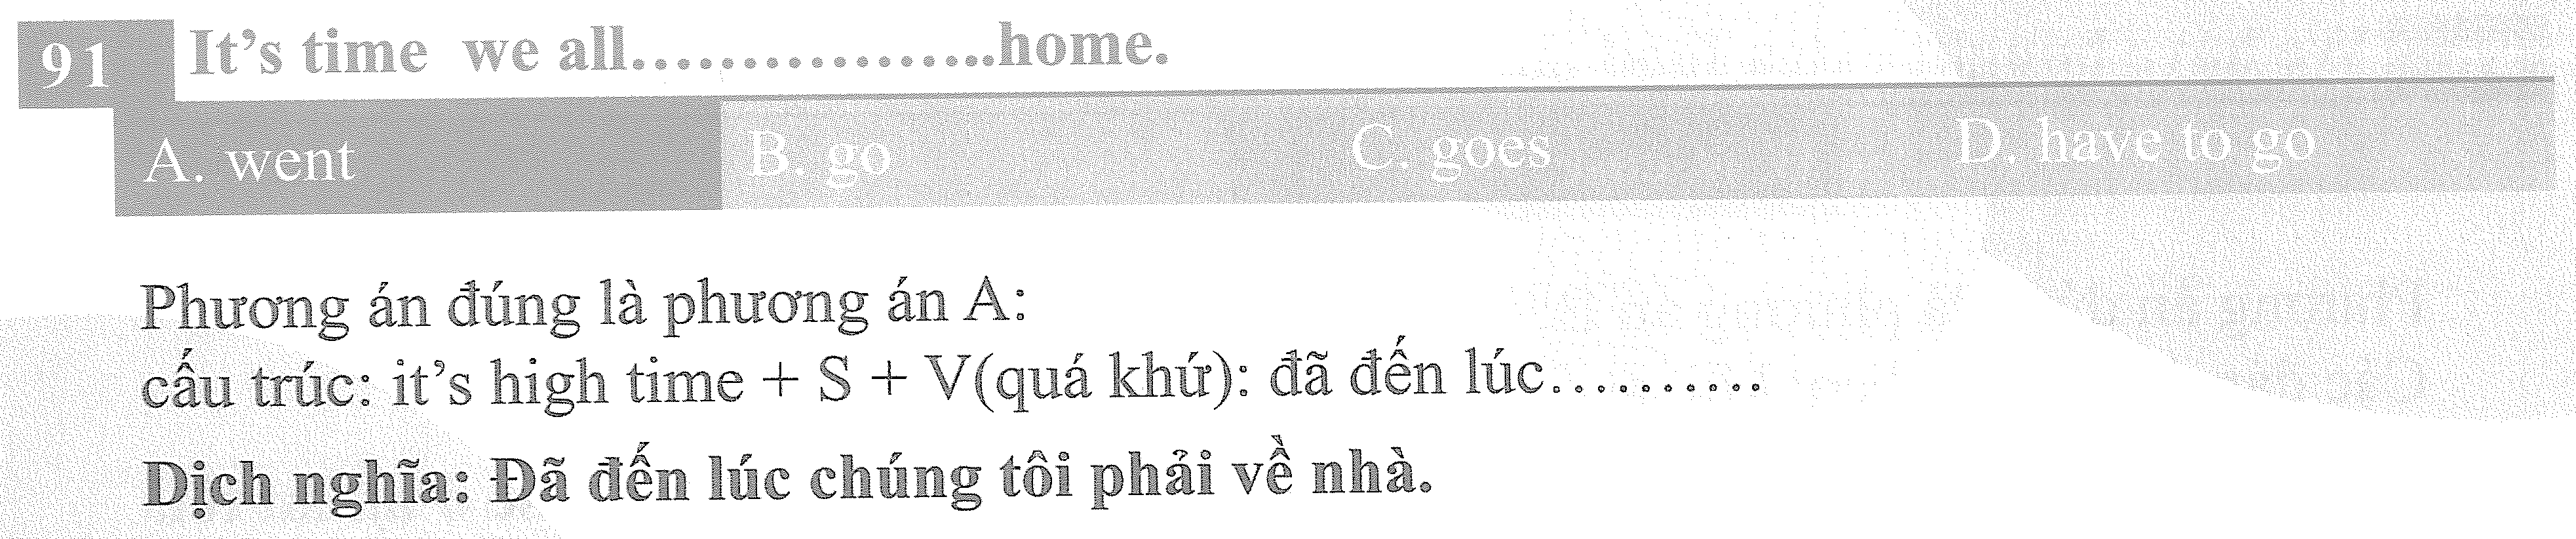 91 It's time we all.................home.
A. went B. go C. goes D. have to go
Phương án đúng là phương án A:
cấu trúc: it's high time + S + V(quá khứ): đã đến lúc..........
Dịch nghĩa: Đã đến lúc chúng tôi phải về nhà.